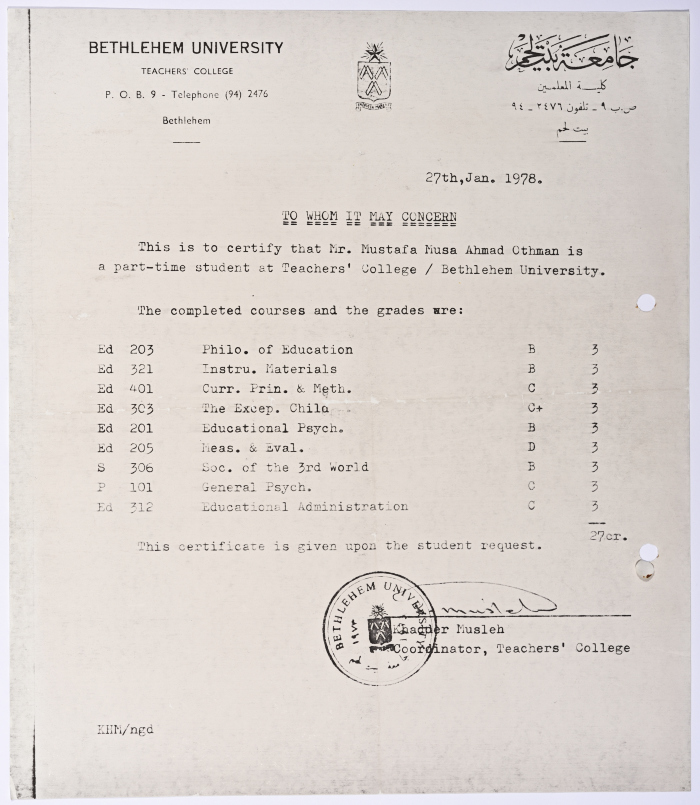 BETHLEHEM UNIVERSITY
TEACHERS' COLLEGE
P. O. B. 9 - Telephone (94) 2476
Bethlehem
جامعة بيت لحم
كلية المعلمين
ص.ب ٩ - تلفون ٢٤٧٦ - ٩٤
بيت لحم
27th,Jan. 1978.
TO WHOM IT MAY CONCERN
This is to certify that Mr. Mustafa Musa Ahmad Othman is
a part-time student at Teachers' College / Bethlehem University.
The completed courses and the grades are:
Ed 203 Philo. of Education B 3
Ed 321 Instru. Materials B 3
Ed 401 Curr. Prin. & Meth. C 3
Ed 303 The Excep. Child C+ 3
Ed 201 Educational Psych. B 3
Ed 205 Meas. & Eval. D 3
S 306 Soc. of the 3rd World B 3
P 101 General Psych. C 3
Ed 312 Educational Administration C 3
27cr.
This certificate is given upon the student request.
BETHLEHEM UNIVERSITY
١٩٧٣
Khader Musleh
Coordinator, Teachers' College
KHM/ngd